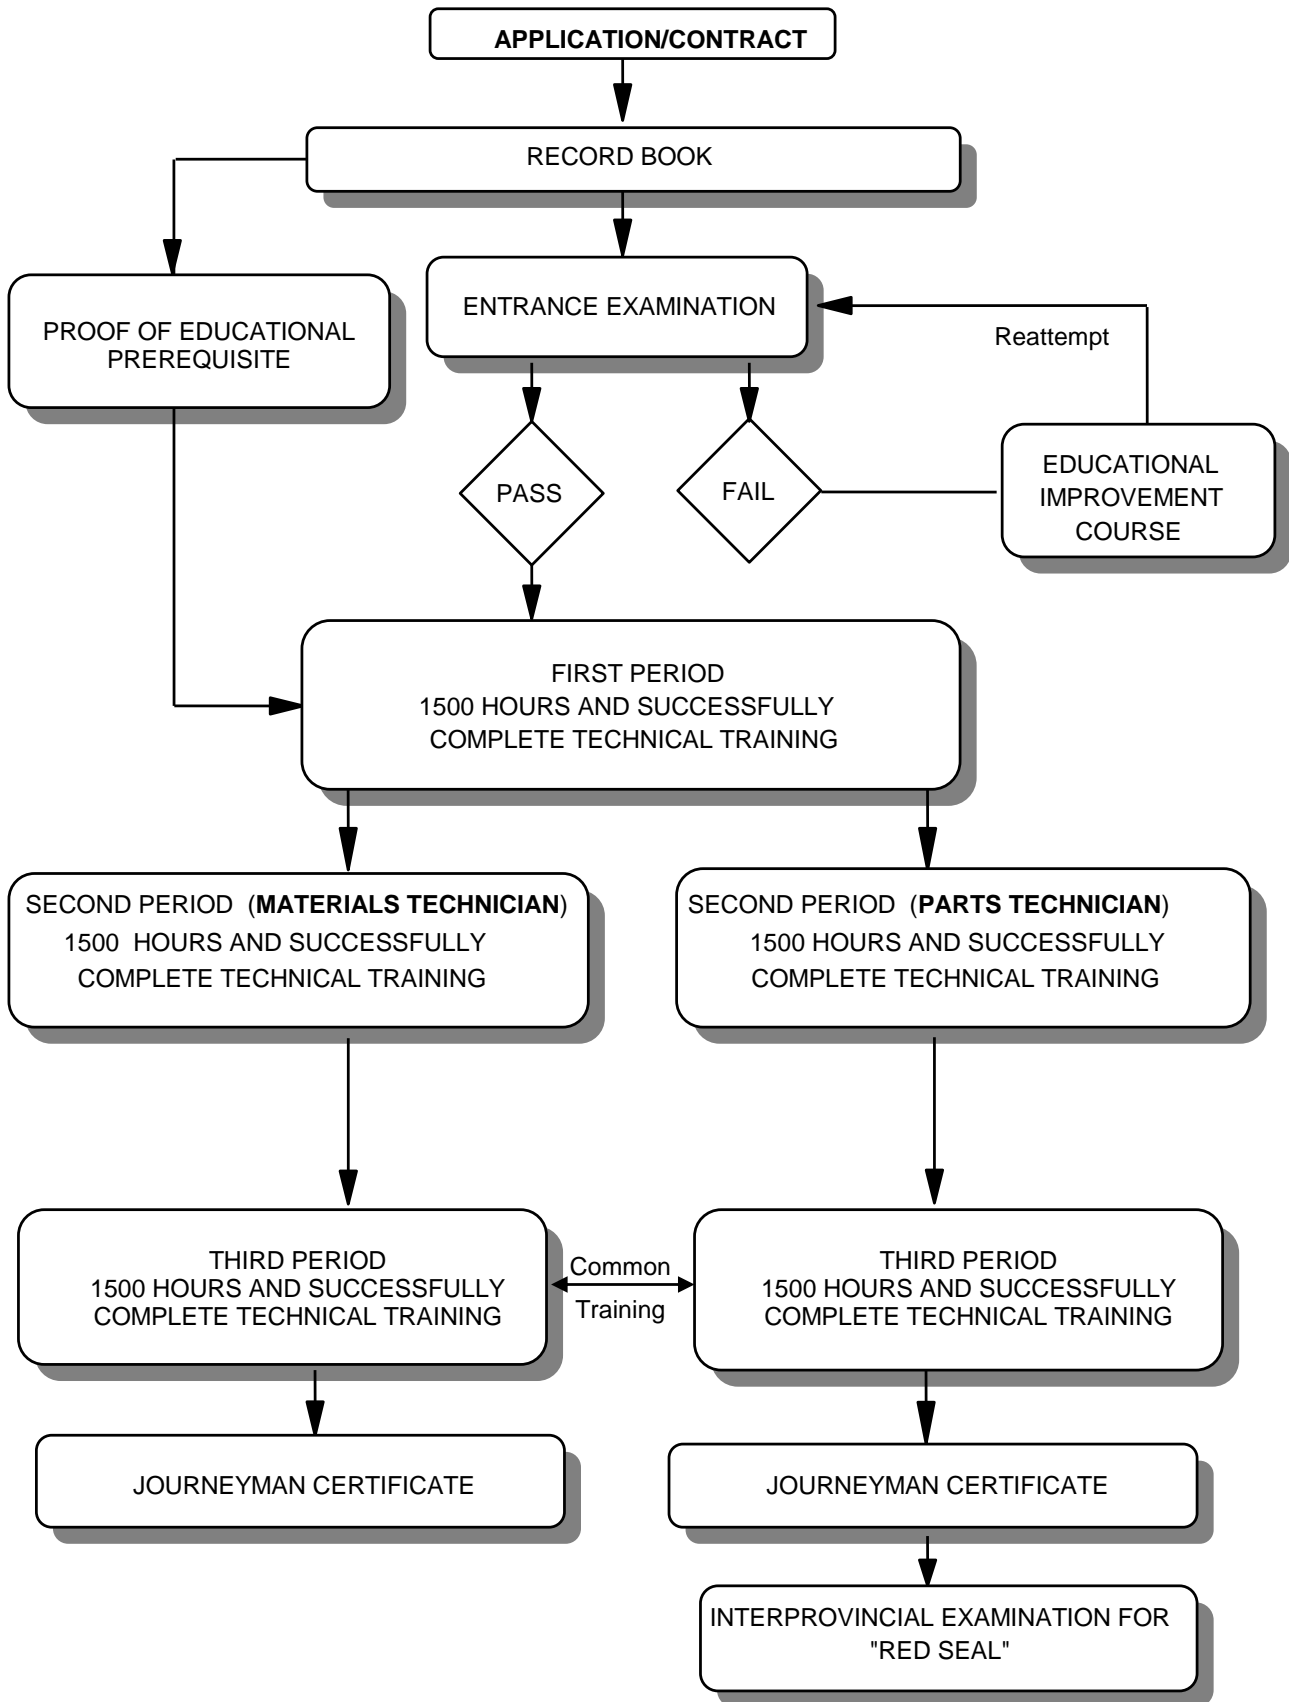 APPLICATION/CONTRACT
RECORD BOOK
PROOF OF EDUCATIONAL
PREREQUISITE
ENTRANCE EXAMINATION
Reattempt
PASS
FAIL
EDUCATIONAL
IMPROVEMENT
COURSE
FIRST PERIOD
1500 HOURS AND SUCCESSFULLY
COMPLETE TECHNICAL TRAINING
SECOND PERIOD (MATERIALS TECHNICIAN)
1500 HOURS AND SUCCESSFULLY
COMPLETE TECHNICAL TRAINING
SECOND PERIOD (PARTS TECHNICIAN)
1500 HOURS AND SUCCESSFULLY
COMPLETE TECHNICAL TRAINING
THIRD PERIOD
1500 HOURS AND SUCCESSFULLY
COMPLETE TECHNICAL TRAINING
Common
Training
THIRD PERIOD
1500 HOURS AND SUCCESSFULLY
COMPLETE TECHNICAL TRAINING
JOURNEYMAN CERTIFICATE
JOURNEYMAN CERTIFICATE
INTERPROVINCIAL EXAMINATION FOR
"RED SEAL"